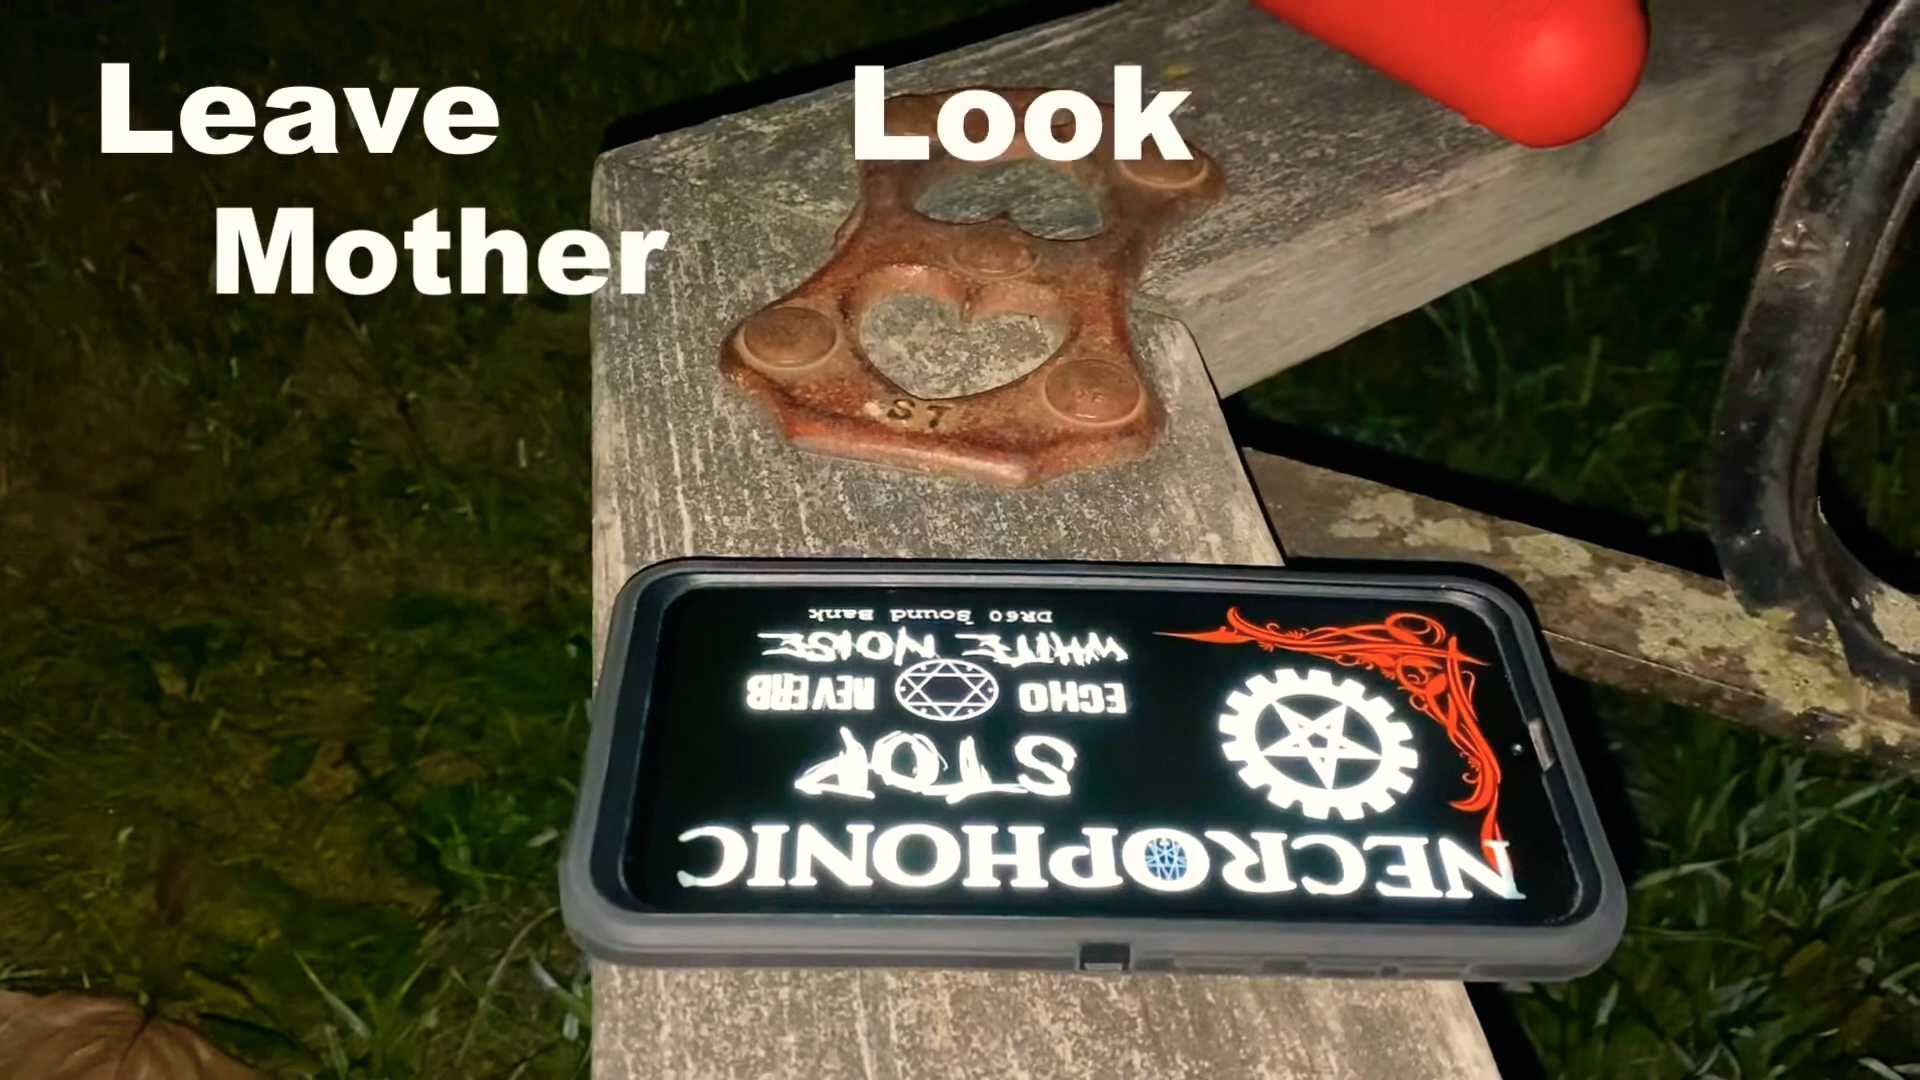 Leave
Look
Mother
ST
NECROPHONIC
STOP
ECHO
REVERB
WHITE NOISE
DR60 Sound Bank